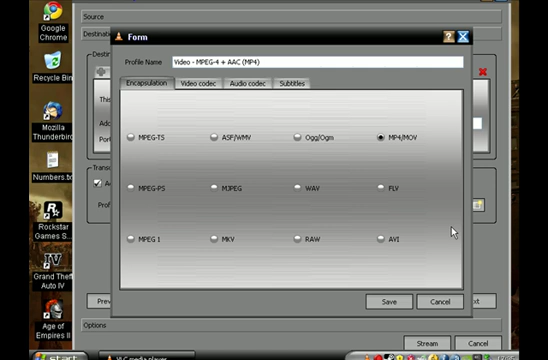 Source
Form
Google
Chrome
Profile Name
Video - MPEG-4 + AAC (MP4)
Encapsulation
Video codec
Audio codec
Subtitles
Recycle Bin
This
MPEG-TS
ASF/WMV
Ogg/Ogm
MP4/MOV
Mozilla
Thunderbird
Numbers.tx
MPEG-PS
MJPEG
WAV
FLV
Rockstar
Games S...
MPEG 1
MKV
RAW
AVI
Grand Theft
Auto IV
Save
Cancel
Age of
Empires II
Options
Stream
Cancel
start
VLC media player